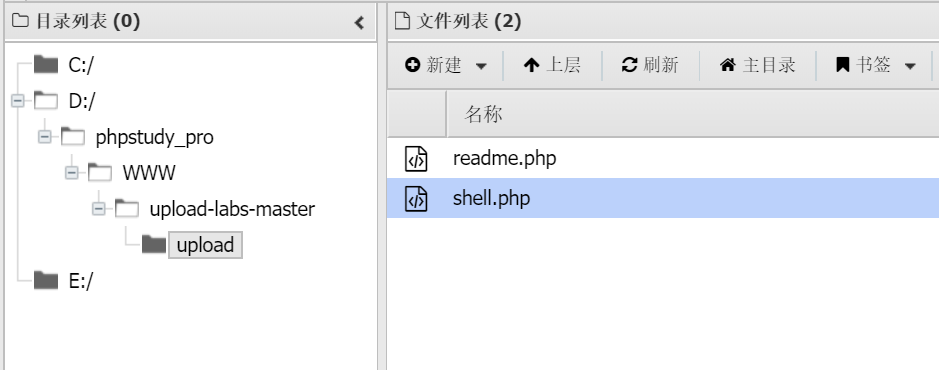 目录列表 (0)
C:/
D:/
phpstudy_pro
WWW
upload-labs-master
upload
E:/
文件列表 (2)
新建 上层 刷新 主目录 书签
名称
readme.php
shell.php